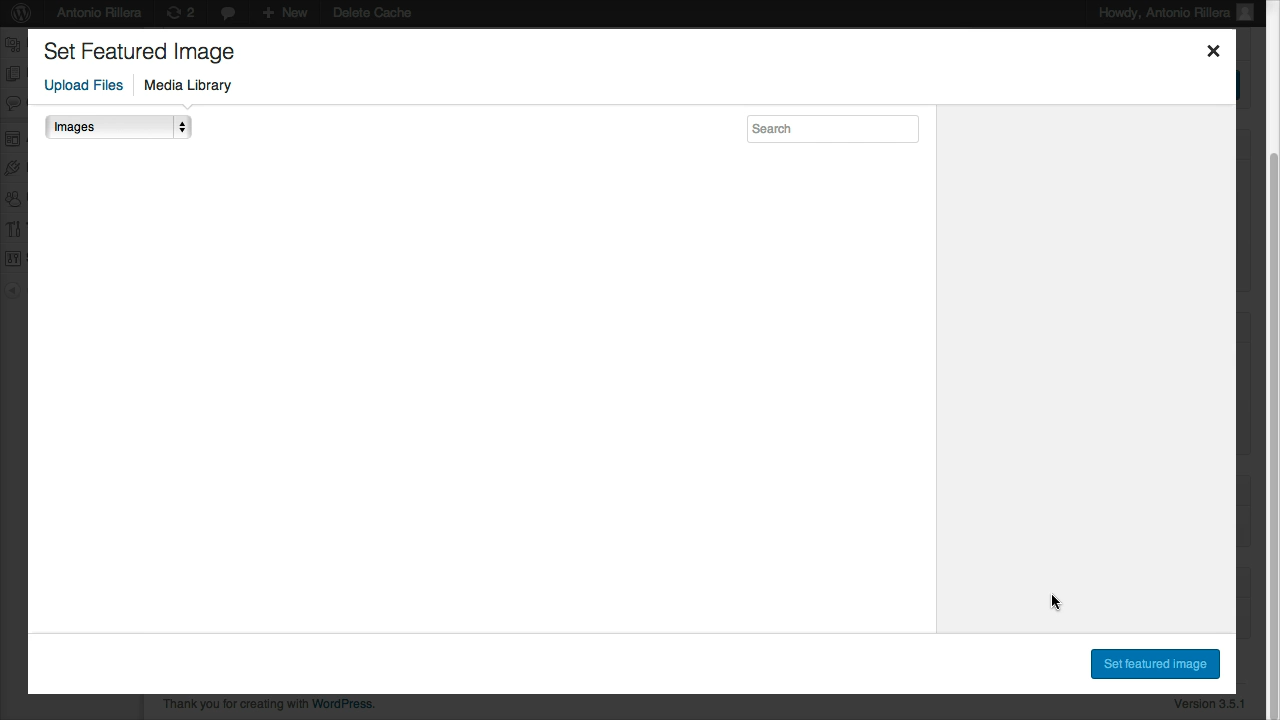 Antonio Rillera
2
New
Delete Cache
Howdy, Antonio Rillera
Set Featured Image
Upload Files
Media Library
Images
Search
Set featured image
Thank you for creating with WordPress.
Version 3.5.1